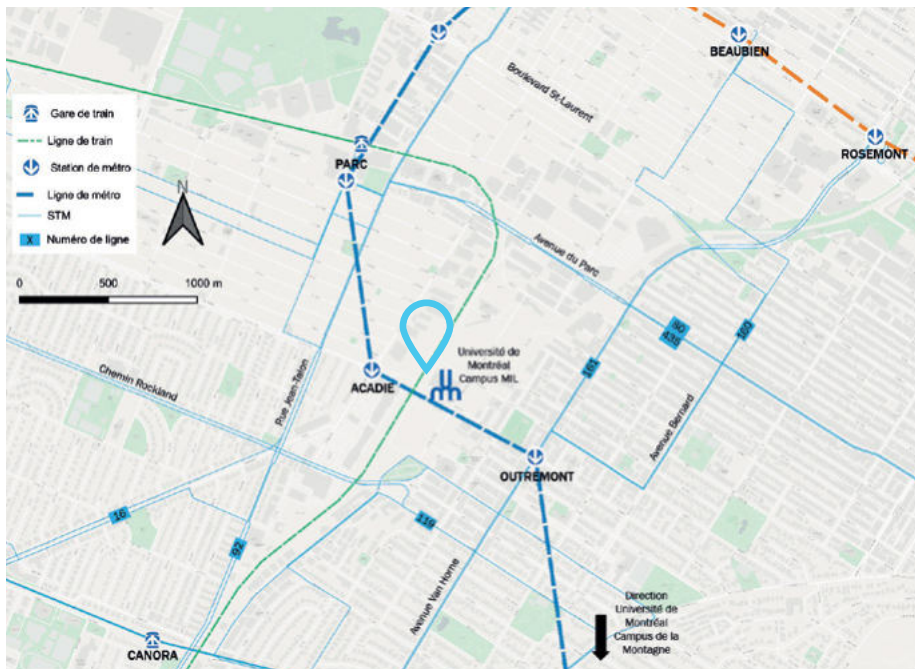 BEAUBIEN
Boulevard St-Laurent
Gare de train
Ligne de train
Station de métro
Ligne de métro
STM
X Numéro de ligne
PARC
ROSEMONT
N
Avenue du Parc
0 500 1000 m
50
435
160
161
Université de
Montréal
Campus MIL
Chemin Rockland
Rue Jean-Talon
ACADIE
Avenue Bernard
OUTREMONT
16
119
92
Avenue Van Horne
Direction
Université de
Montréal
Campus de la
Montagne
CANORA